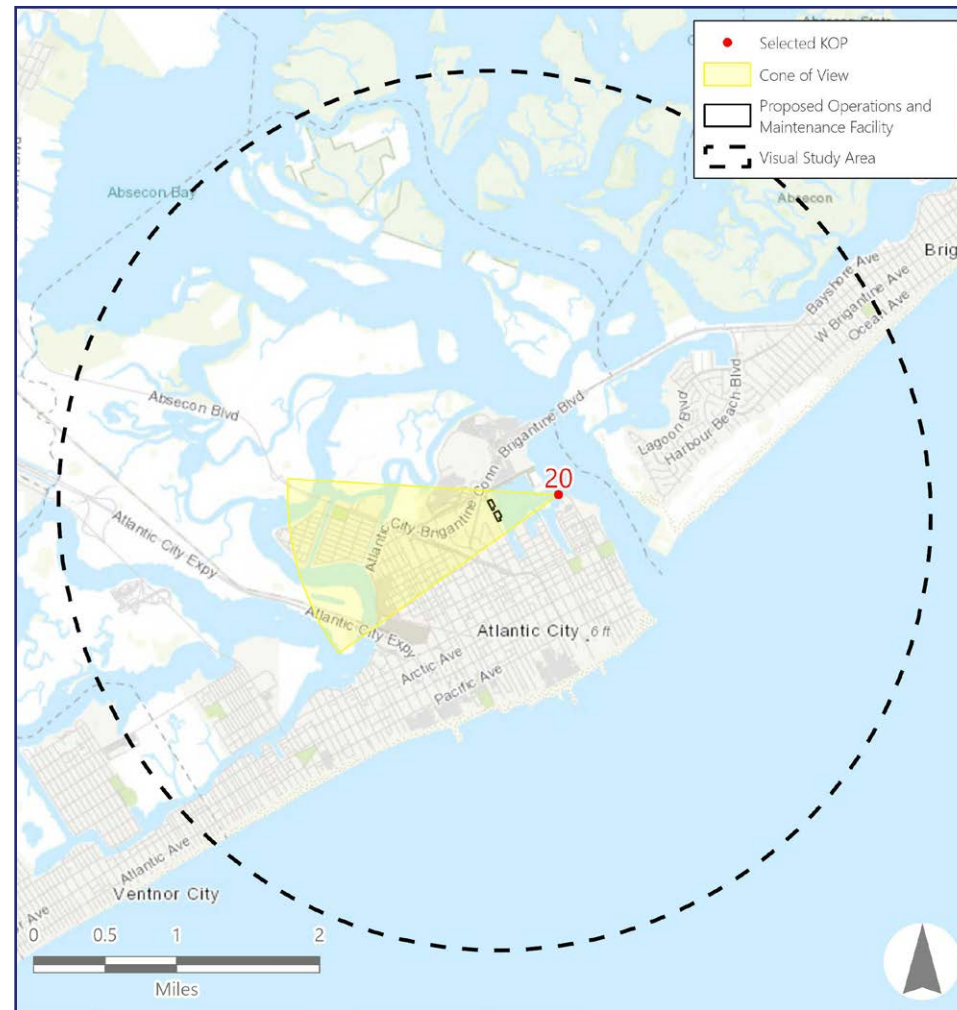 Selected KOP
Cone of View
Proposed Operations and
Maintenance Facility
Visual Study Area
Absecon Bay
Absecon
Brig
Bayshore Ave
W Brigantine Ave
Ocean Ave
Absecon Blvd
Lagoon Blvd
Harbour Beach Blvd
Brigantine Blvd
Atlantic City-Brigantine Conn
20
Atlantic City Expy
Atlantic City Expy
Atlantic City
6 ft
Arctic Ave
Pacific Ave
Atlantic Ave
Ventnor City
Ave
0 0.5 1 2
Miles